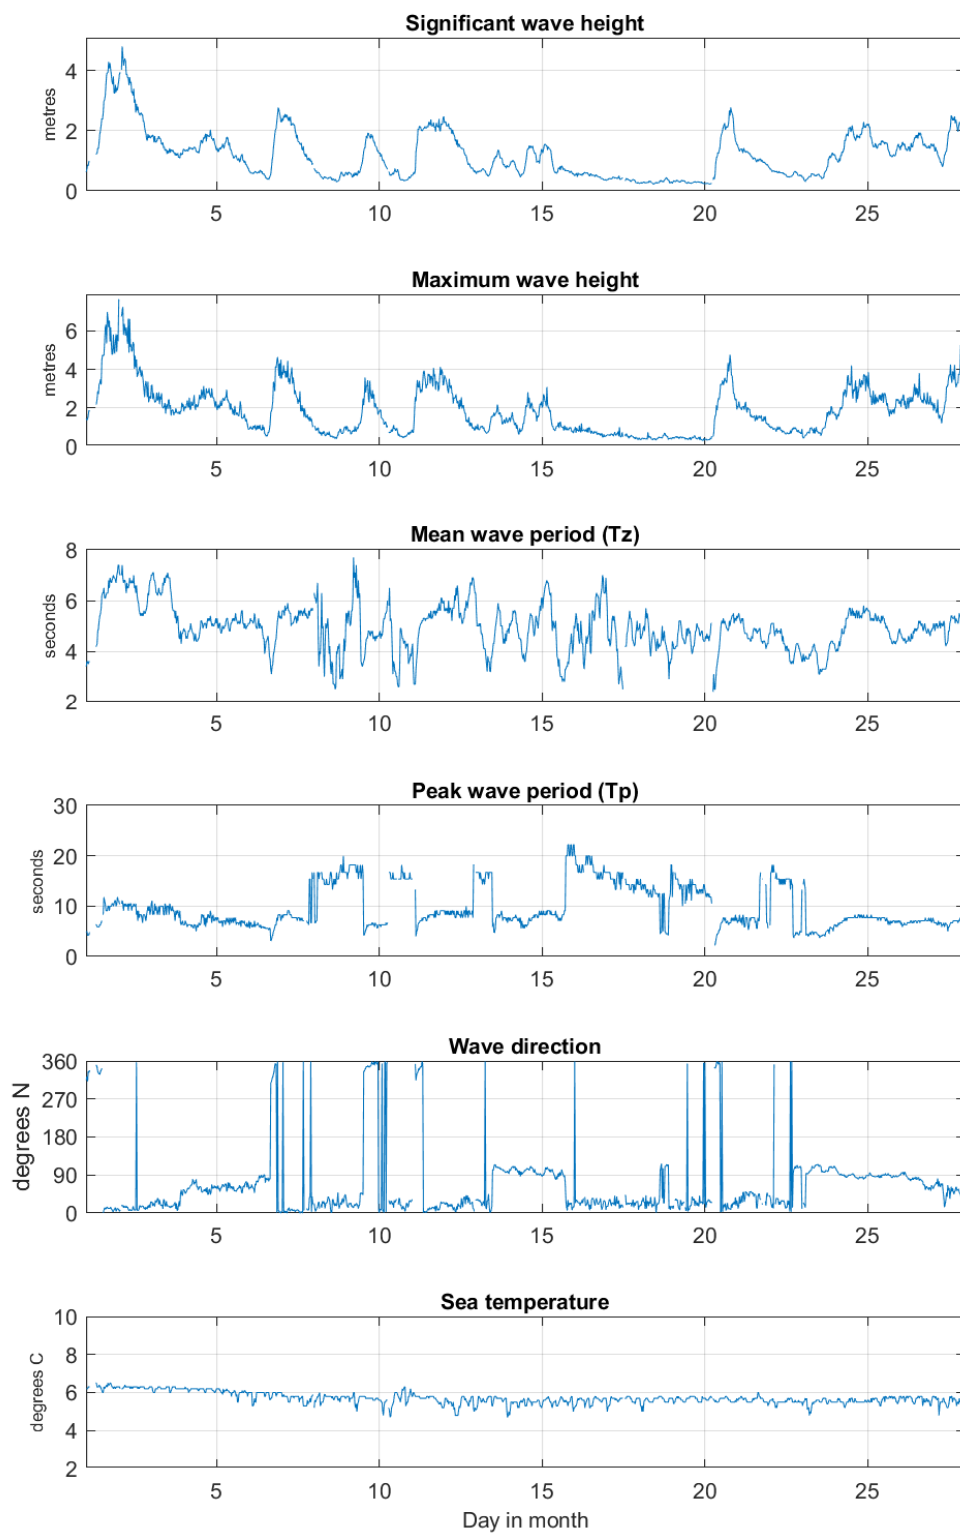 Significant wave height
metres
4
2
0
5 10 15 20 25
Maximum wave height
metres
6
4
2
0
5 10 15 20 25
Mean wave period (Tz)
seconds
8
6
4
2
5 10 15 20 25
Peak wave period (Tp)
seconds
30
20
10
0
5 10 15 20 25
Wave direction
degrees N
360
270
180
90
0
5 10 15 20 25
Sea temperature
degrees C
10
8
6
4
2
5 10 15 20 25
Day in month